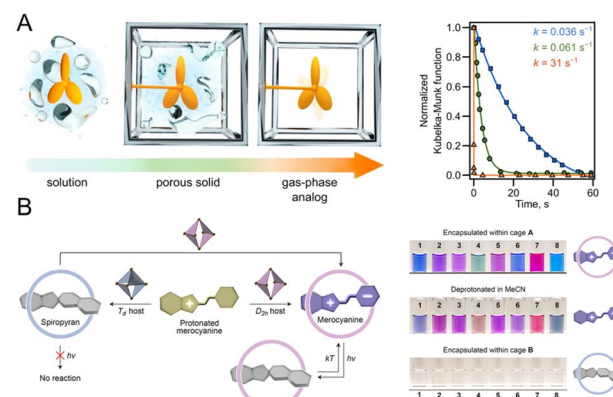 A
solution
porous solid
gas-phase
analog
Normalized
Kubelka-Munk function
1.0
0.8
0.6
0.4
0.2
0.0
k = 0.036 s⁻¹
k = 0.061 s⁻¹
k = 31 s⁻¹
0
20
40
60
Time, s
B
Spiropyran
hν
No reaction
Td host
Protonated
merocyanine
D2h host
Merocyanine
kT
hν
Encapsulated within cage A
1 2 3 4 5 6 7 8
Deprotonated in MeCN
1 2 3 4 5 6 7 8
Encapsulated within cage B
1 2 3 4 5 6 7 8